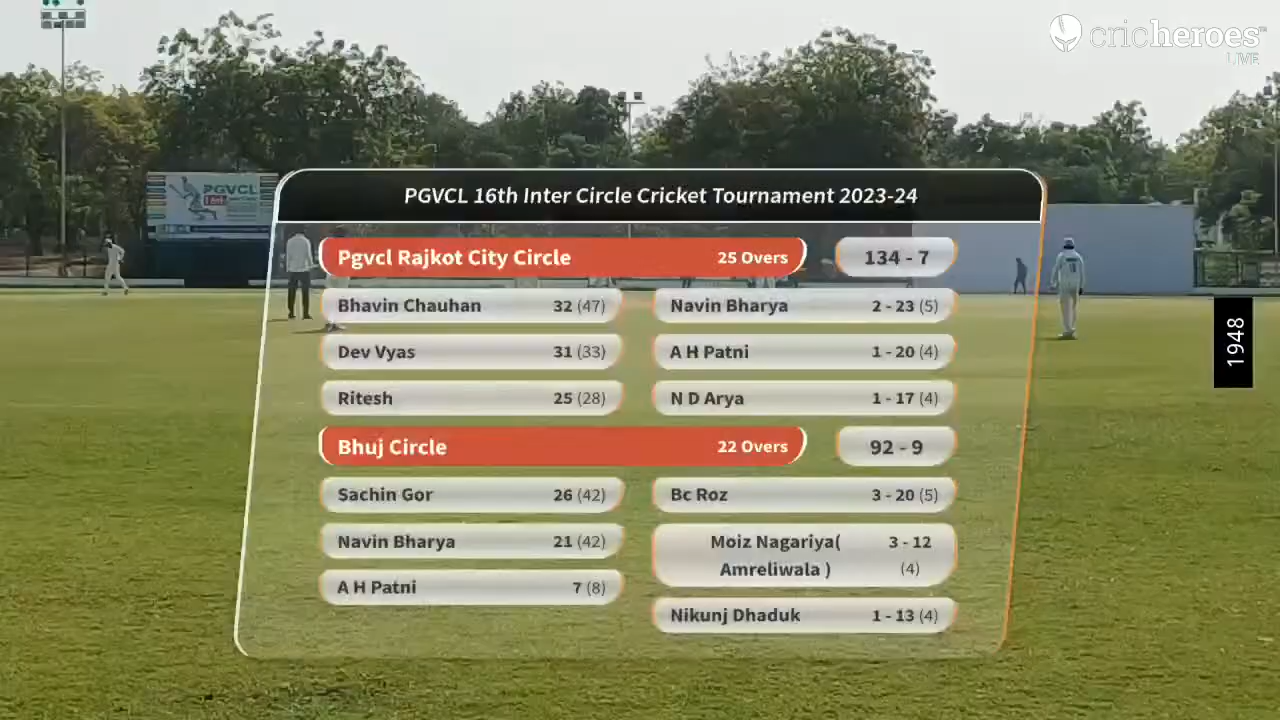 cricheroes™
LIVE
PGVCL
PGVCL 16th Inter Circle Cricket Tournament 2023-24
Pgvcl Rajkot City Circle 25 Overs 134 - 7
Bhavin Chauhan 32 (47) Navin Bharya 2 - 23 (5)
Dev Vyas 31 (33) A H Patni 1 - 20 (4)
Ritesh 25 (28) N D Arya 1 - 17 (4)
1948
Bhuj Circle 22 Overs 92 - 9
Sachin Gor 26 (42) Bc Roz 3 - 20 (5)
Navin Bharya 21 (42) Moiz Nagariya( 3 - 12
Amreliwala ) (4)
A H Patni 7 (8)
Nikunj Dhaduk 1 - 13 (4)